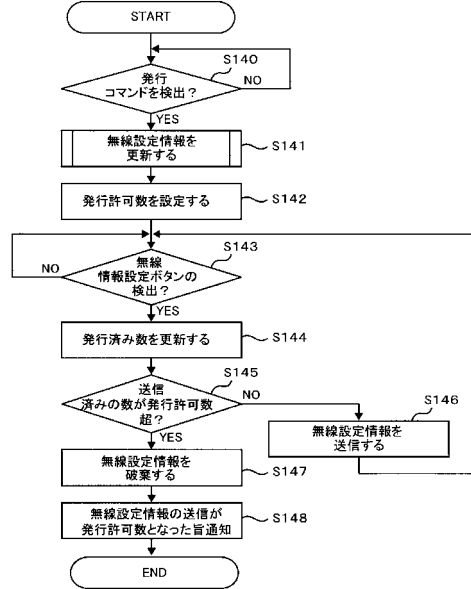 START
発行
コマンドを検出？
S140
NO
YES
無線設定情報を
更新する
S141
発行許可数を設定する
S142
無線
情報設定ボタンの
検出？
S143
NO
YES
発行済み数を更新する
S144
送信
済みの数が発行許可数
超？
S145
NO
YES
無線設定情報を
送信する
S146
無線設定情報を
破棄する
S147
無線設定情報の送信が
発行許可数となった旨通知
S148
END